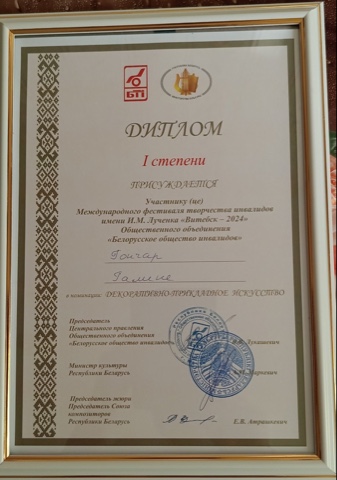 БТІ
ДИПЛОМ
I степени
ПРИСУЖДАЕТСЯ
Участнику (це)
Международного фестиваля творчества инвалидов
имени И.М. Лученка «Витебск – 2024»
Общественного объединения
«Белорусское общество инвалидов»
Гончар
Галине
в номинации: ДЕКОРАТИВНО-ПРИКЛАДНОЕ ИСКУССТВО
Председатель
Центрального правления
Общественного объединения
«Белорусское общество инвалидов»
Министр культуры
Республики Беларусь
Председатель жюри
Председатель Союза
композиторов
Республики Беларусь
Е.В. Атрашкевич